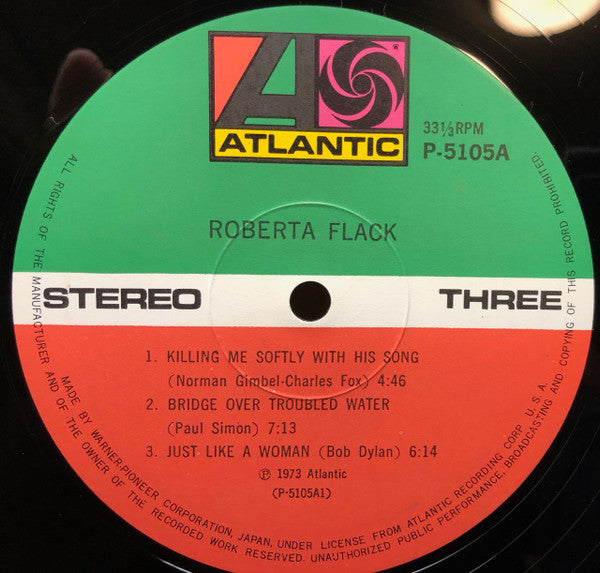 ATLANTIC
33⅓RPM
P-5105A
ROBERTA FLACK
STEREO
THREE
1. KILLING ME SOFTLY WITH HIS SONG
(Norman Gimbel-Charles Fox) 4:46
2. BRIDGE OVER TROUBLED WATER
(Paul Simon) 7:13
3. JUST LIKE A WOMAN (Bob Dylan) 6:14
Ⓟ 1973 Atlantic
(P-5105A1)
ALL RIGHTS OF THE MANUFACTURER AND OF THE OWNER OF THE RECORDED WORK RESERVED. UNAUTHORIZED PUBLIC PERFORMANCE, BROADCASTING AND COPYING OF THIS RECORD PROHIBITED.
MADE BY WARNER-PIONEER CORPORATION, JAPAN, UNDER LICENSE FROM ATLANTIC RECORDING CORP. U. S. A.